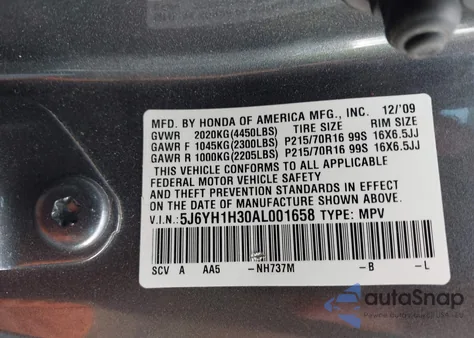 MFD. BY HONDA OF AMERICA MFG., INC. 12/'09
GVWR 2020KG(4450LBS) TIRE SIZE RIM SIZE
GAWR F 1045KG(2300LBS) P215/70R16 99S 16X6.5JJ
GAWR R 1000KG(2205LBS) P215/70R16 99S 16X6.5JJ
THIS VEHICLE CONFORMS TO ALL APPLICABLE
FEDERAL MOTOR VEHICLE SAFETY
AND THEFT PREVENTION STANDARDS IN EFFECT ON
THE DATE OF MANUFACTURE SHOWN ABOVE.
V.I.N.: 5J6YH1H30AL001658 TYPE: MPV
SCV A AA5 -NH737M -B -L
autoSnap